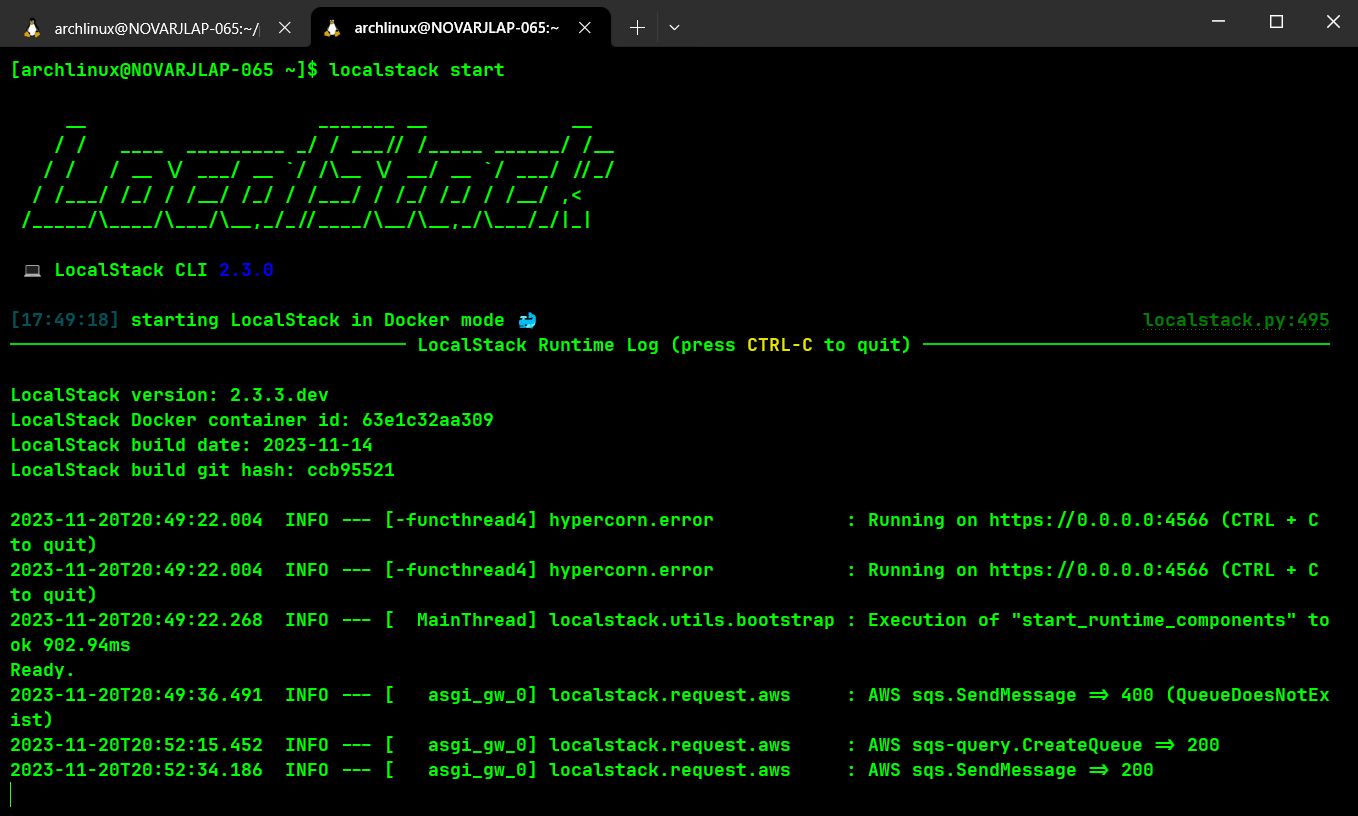 archlinux@NOVARJLAP-065:~/
archlinux@NOVARJLAP-065:~
[archlinux@NOVARJLAP-065 ~]$ localstack start
LocalStack
LocalStack CLI 2.3.0
[17:49:18] starting LocalStack in Docker mode 🐳 localstack.py:495
LocalStack Runtime Log (press CTRL-C to quit)
LocalStack version: 2.3.3.dev
LocalStack Docker container id: 63e1c32aa309
LocalStack build date: 2023-11-14
LocalStack build git hash: ccb95521
2023-11-20T20:49:22.004  INFO --- [-functhread4] hypercorn.error            : Running on https://0.0.0.0:4566 (CTRL + C
to quit)
2023-11-20T20:49:22.004  INFO --- [-functhread4] hypercorn.error            : Running on https://0.0.0.0:4566 (CTRL + C
to quit)
2023-11-20T20:49:22.268  INFO --- [  MainThread] localstack.utils.bootstrap : Execution of "start_runtime_components" to
ok 902.94ms
Ready.
2023-11-20T20:49:36.491  INFO --- [   asgi_gw_0] localstack.request.aws     : AWS sqs.SendMessage => 400 (QueueDoesNotEx
ist)
2023-11-20T20:52:15.452  INFO --- [   asgi_gw_0] localstack.request.aws     : AWS sqs-query.CreateQueue => 200
2023-11-20T20:52:34.186  INFO --- [   asgi_gw_0] localstack.request.aws     : AWS sqs.SendMessage => 200